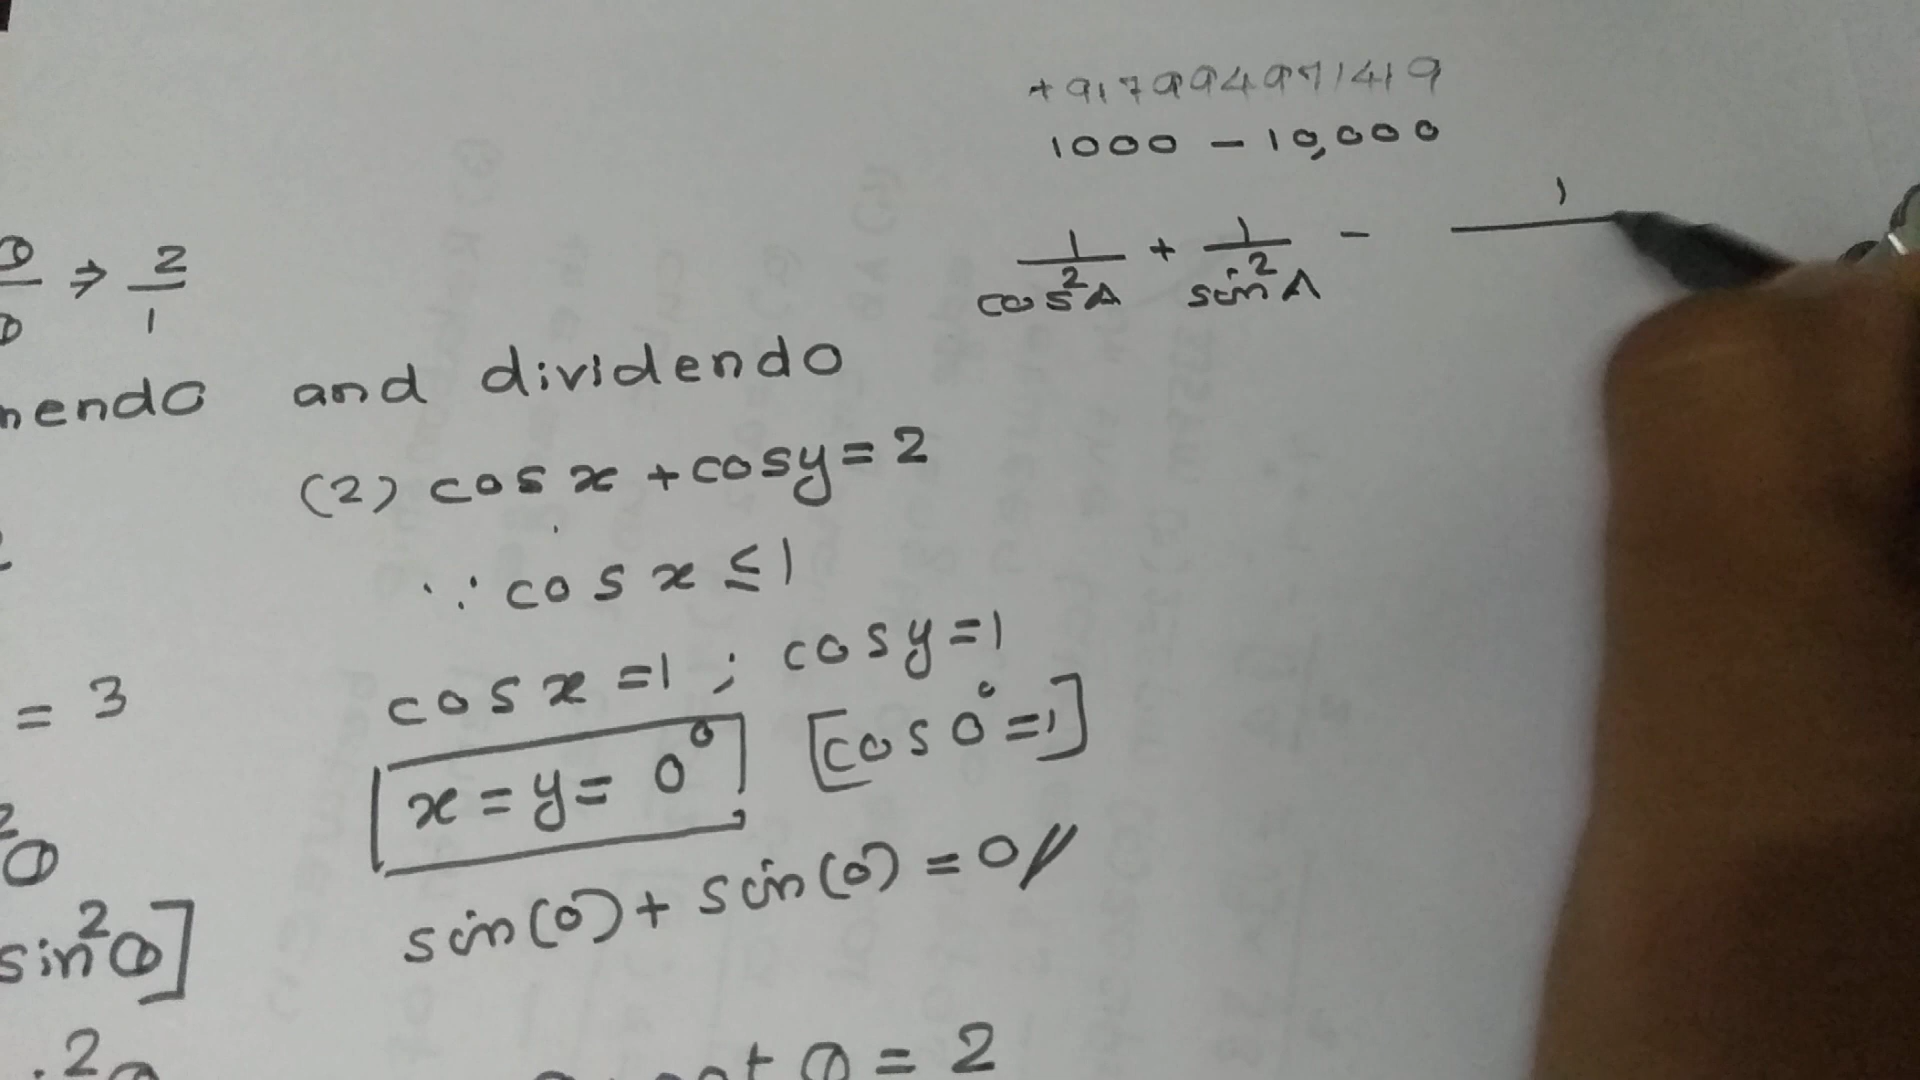 +917994971419
1000 - 10,000
1/cos²A + 1/sin²A - 1/
⇒ 2/1
and dividendo
(2) cos x + cos y = 2
∵ cos x ≤ 1
= 3
cos x = 1 ; cos y = 1
x = y = 0° [cos 0° = 1]
sin(0) + sin(0) = 0//
sin²θ]
θ = 2